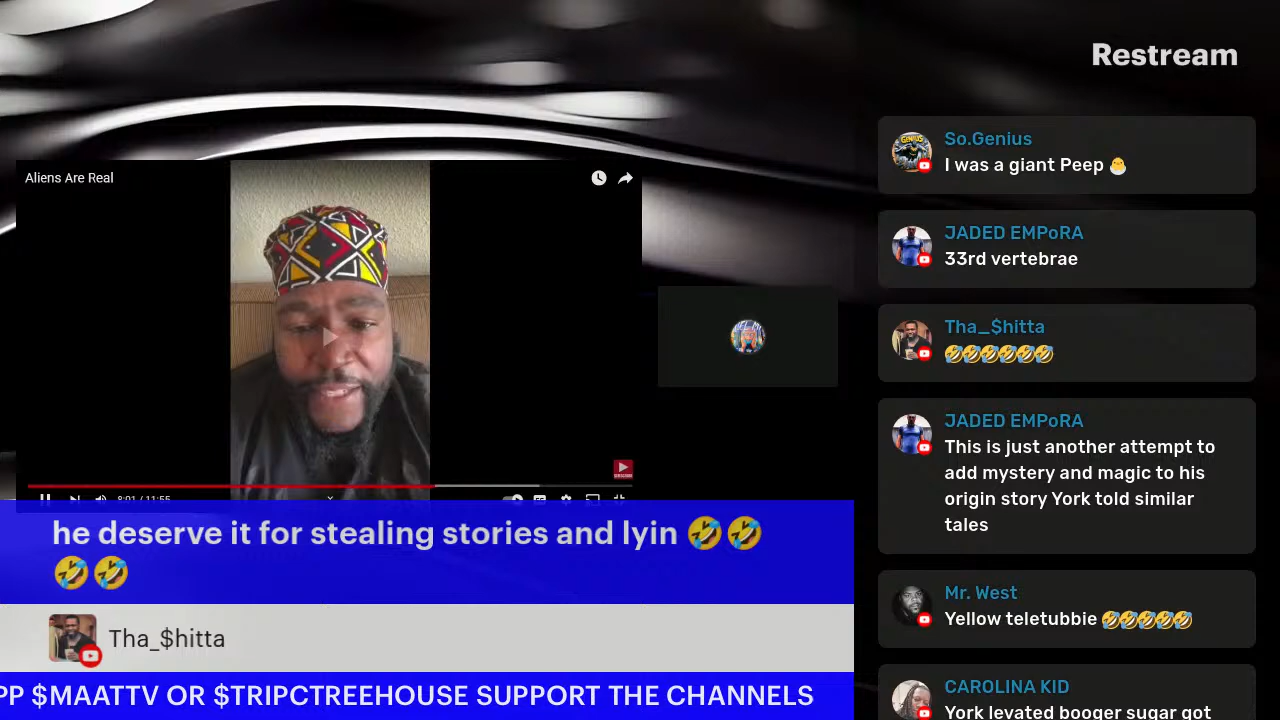 Restream
Aliens Are Real
So.Genius
I was a giant Peep 🐣
JADED EMPoRA
33rd vertebrae
Tha_$hitta
🤣🤣🤣🤣🤣🤣
JADED EMPoRA
This is just another attempt to
add mystery and magic to his
origin story York told similar
tales
Mr. West
Yellow teletubbie 🤣🤣🤣🤣🤣
CAROLINA KID
York levated booger sugar got
8:01 / 11:55
he deserve it for stealing stories and lyin 🤣🤣
🤣🤣
Tha_$hitta
PP $MAATTV OR $TRIPCTREEHOUSE SUPPORT THE CHANNELS